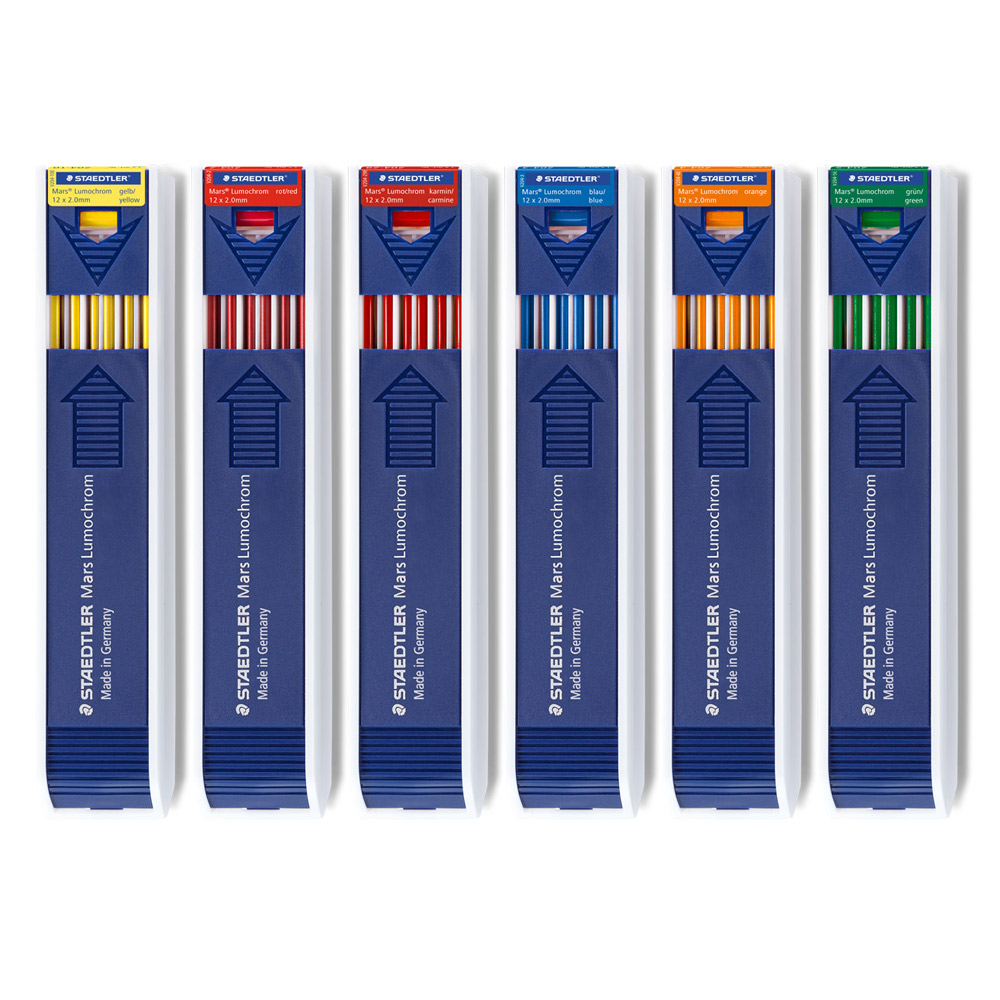 STAEDTLER®
Mars® Lumochrom gelb/
12 x 2.0mm yellow
STAEDTLER Mars Lumochrom
Made in Germany
STAEDTLER®
Mars® Lumochrom rot/red
12 x 2.0mm
STAEDTLER Mars Lumochrom
Made in Germany
STAEDTLER®
Mars® Lumochrom karmin/
12 x 2.0mm carmine
STAEDTLER Mars Lumochrom
Made in Germany
STAEDTLER®
Mars® Lumochrom blau/
12 x 2.0mm blue
STAEDTLER Mars Lumochrom
Made in Germany
STAEDTLER®
Mars® Lumochrom orange
12 x 2.0mm
STAEDTLER Mars Lumochrom
Made in Germany
STAEDTLER®
Mars® Lumochrom grün/
12 x 2.0mm green
STAEDTLER Mars Lumochrom
Made in Germany